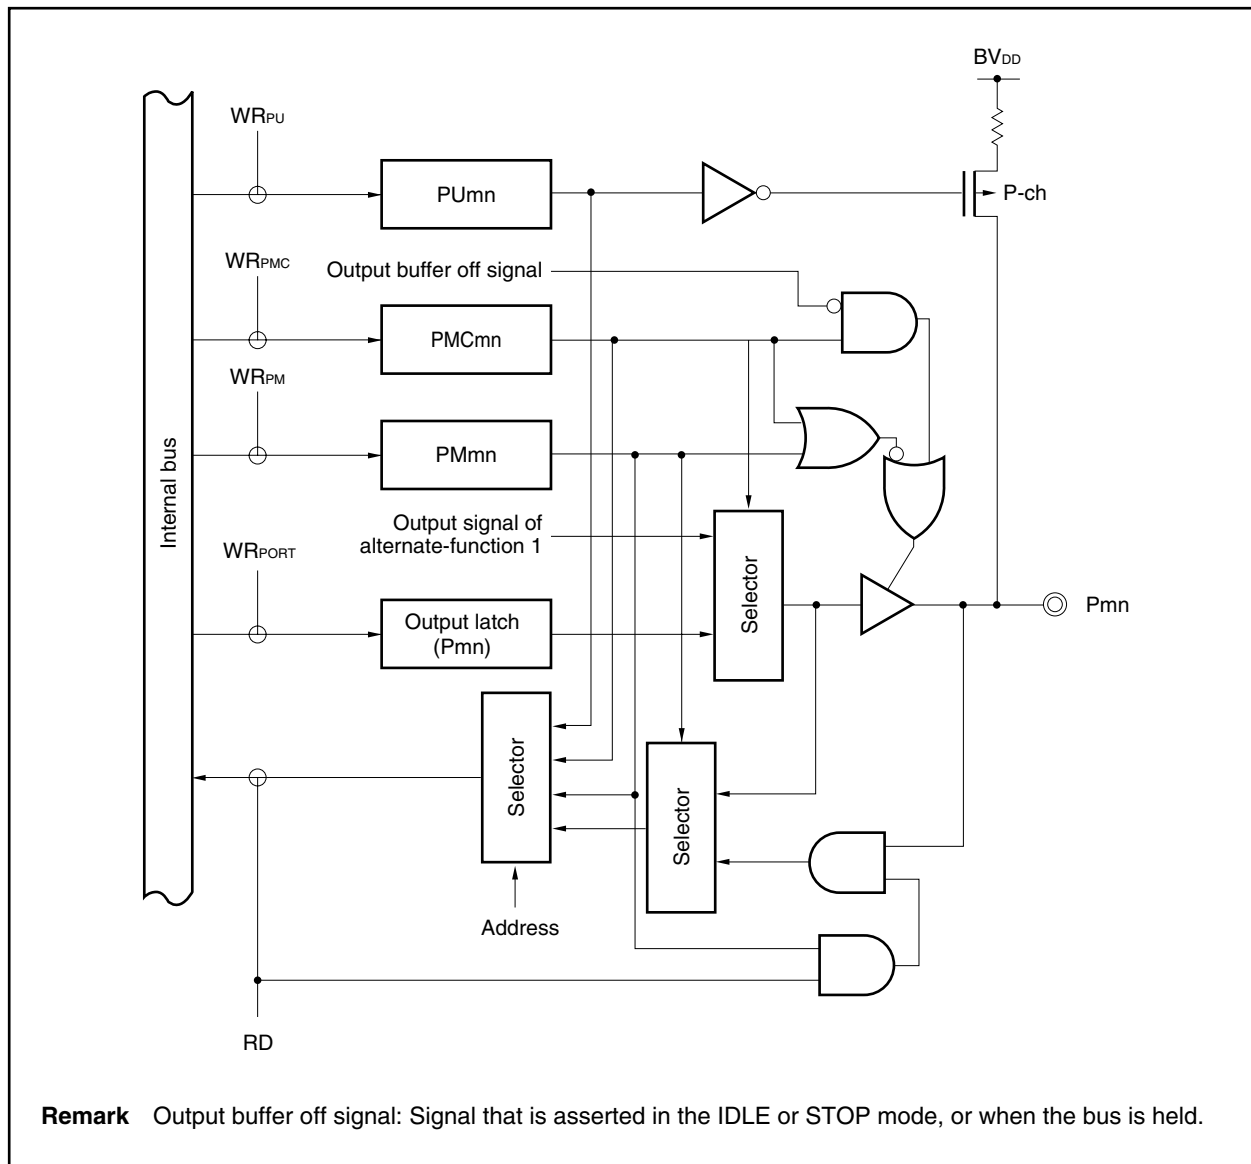 BVDD
WRPU
PUmn
P-ch
WRPMC
Output buffer off signal
PMCmn
WRPM
PMmn
Internal bus
Output signal of
alternate-function 1
WRPORT
Selector
Output latch
(Pmn)
Pmn
Selector
Selector
Address
RD
Remark Output buffer off signal: Signal that is asserted in the IDLE or STOP mode, or when the bus is held.